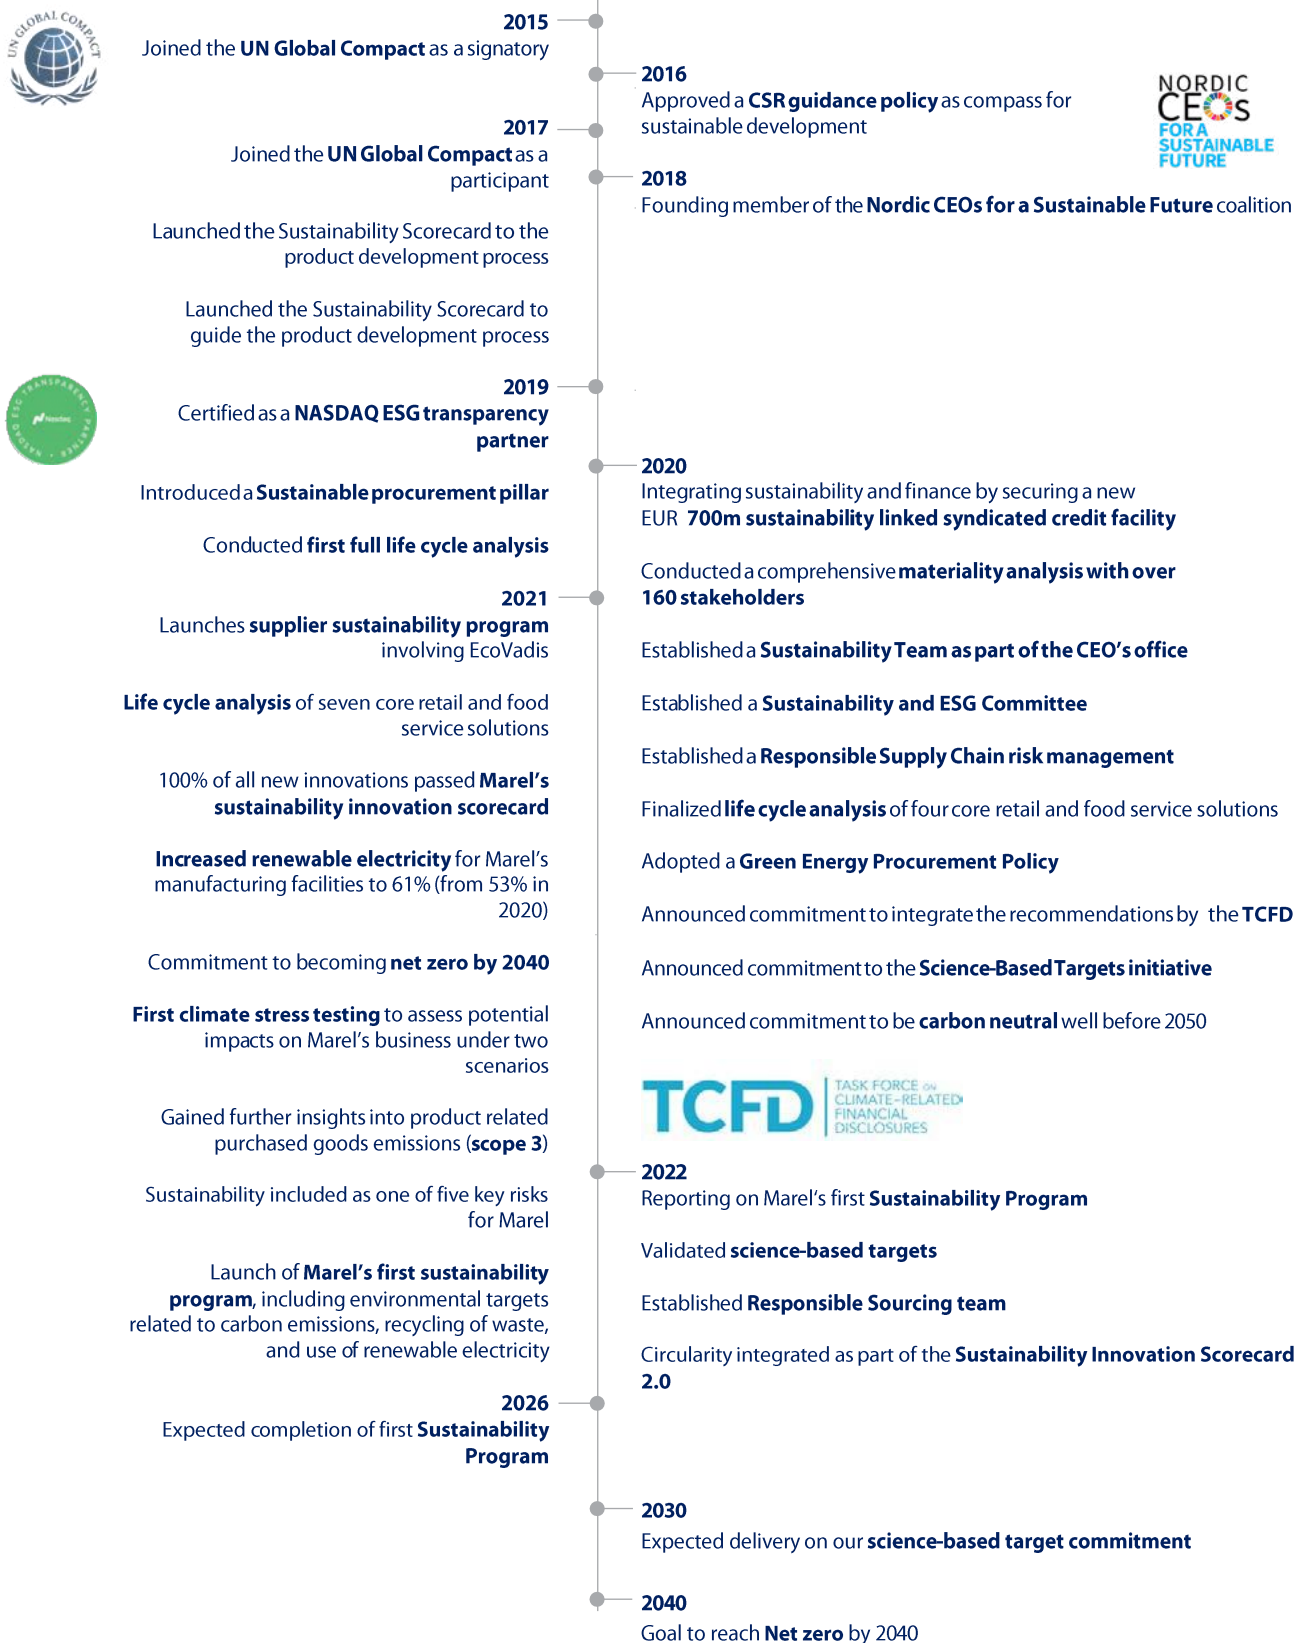 UN GLOBAL COMPACT
2015
Joined the UN Global Compact as a signatory
2016
Approved a CSR guidance policy as compass for
sustainable development
NORDIC
CEOs
FOR A
SUSTAINABLE
FUTURE
2017
Joined the UN Global Compact as a
participant
Launched the Sustainability Scorecard to the
product development process
Launched the Sustainability Scorecard to
guide the product development process
2018
Founding member of the Nordic CEOs for a Sustainable Future coalition
2019
Certified as a NASDAQ ESG transparency
partner
Introduced a Sustainable procurement pillar
Conducted first full life cycle analysis
NASDAQ ESG TRANSPARENCY PARTNER
Nasdaq
2020
Integrating sustainability and finance by securing a new
EUR 700m sustainability linked syndicated credit facility
Conducted a comprehensive materiality analysis with over
160 stakeholders
Established a Sustainability Team as part of the CEO’s office
Established a Sustainability and ESG Committee
Established a Responsible Supply Chain risk management
Finalized life cycle analysis of four core retail and food service solutions
Adopted a Green Energy Procurement Policy
Announced commitment to integrate the recommendations by the TCFD
Announced commitment to the Science-Based Targets initiative
Announced commitment to be carbon neutral well before 2050
TCFD
TASK FORCE ON
CLIMATE-RELATED
FINANCIAL
DISCLOSURES
2021
Launches supplier sustainability program
involving EcoVadis
Life cycle analysis of seven core retail and food
service solutions
100% of all new innovations passed Marel’s
sustainability innovation scorecard
Increased renewable electricity for Marel’s
manufacturing facilities to 61% (from 53% in
2020)
Commitment to becoming net zero by 2040
First climate stress testing to assess potential
impacts on Marel’s business under two
scenarios
Gained further insights into product related
purchased goods emissions (scope 3)
Sustainability included as one of five key risks
for Marel
Launch of Marel’s first sustainability
program, including environmental targets
related to carbon emissions, recycling of waste,
and use of renewable electricity
2022
Reporting on Marel‘s first Sustainability Program
Validated science-based targets
Established Responsible Sourcing team
Circularity integrated as part of the Sustainability Innovation Scorecard
2.0
2026
Expected completion of first Sustainability
Program
2030
Expected delivery on our science-based target commitment
2040
Goal to reach Net zero by 2040